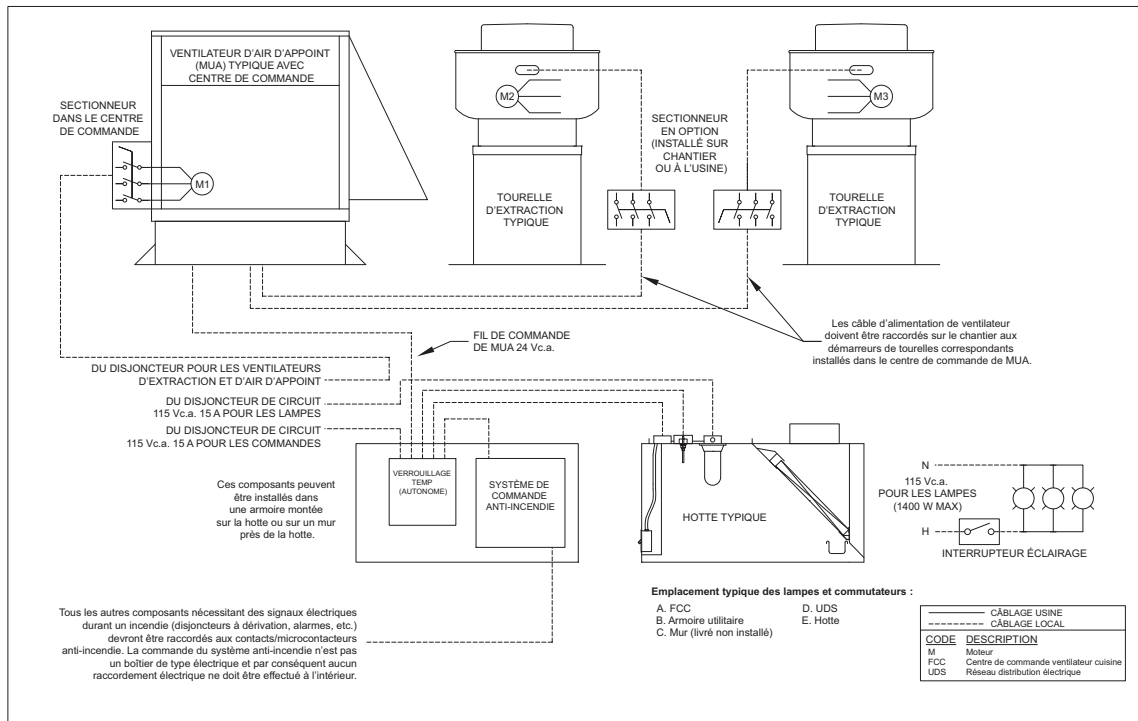 VENTILATEUR D'AIR D'APPOINT
(MUA) TYPIQUE AVEC
CENTRE DE COMMANDE
SECTIONNEUR
DANS LE CENTRE
DE COMMANDE
M1
M2
M3
SECTIONNEUR
EN OPTION
(INSTALLÉ SUR
CHANTIER
OU À L'USINE)
TOURELLE
D'EXTRACTION
TYPIQUE
TOURELLE
D'EXTRACTION
TYPIQUE
FIL DE COMMANDE
DE MUA 24 Vc.a.
Les câble d'alimentation de ventilateur
doivent être raccordés sur le chantier aux
démarreurs de tourelles correspondants
installés dans le centre de commande de MUA.
DU DISJONCTEUR POUR LES VENTILATEURS
D'EXTRACTION ET D'AIR D'APPOINT
DU DISJONCTEUR DE CIRCUIT
115 Vc.a. 15 A POUR LES LAMPES
DU DISJONCTEUR DE CIRCUIT
115 Vc.a. 15 A POUR LES COMMANDES
Ces composants peuvent
être installés dans
une armoire montée
sur la hotte ou sur un mur
près de la hotte.
VERROUILLAGE
TEMP
(AUTONOME)
SYSTÈME DE
COMMANDE
ANTI-INCENDIE
HOTTE TYPIQUE
N
115 Vc.a.
POUR LES LAMPES
(1400 W MAX)
H
INTERRUPTEUR ÉCLAIRAGE
Tous les autres composants nécessitant des signaux électriques
durant un incendie (disjoncteurs à dérivation, alarmes, etc.)
devront être raccordés aux contacts/microcontacteurs
anti-incendie. La commande du système anti-incendie n'est pas
un boîtier de type électrique et par conséquent aucun
raccordement électrique ne doit être effectué à l'intérieur.
Emplacement typique des lampes et commutateurs :
A. FCC
B. Armoire utilitaire
C. Mur (livré non installé)
D. UDS
E. Hotte
CÂBLAGE USINE
CÂBLAGE LOCAL
CODE DESCRIPTION
M Moteur
FCC Centre de commande ventilateur cuisine
UDS Réseau distribution électrique